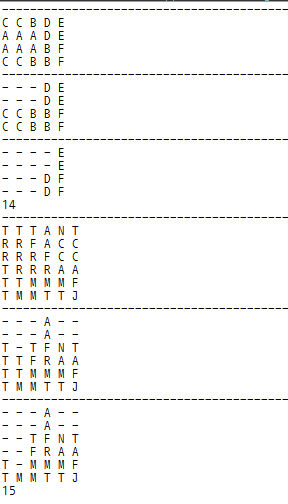 ----------------------------------------
C C B D E
A A A D E
A A A B F
C C B B F
----------------------------------------
- - - D E
- - - D E
C C B B F
C C B B F
----------------------------------------
- - - - E
- - - - E
- - - D F
- - - D F
14
----------------------------------------
T T T A N T
R R F A C C
R R R F C C
T R R R A A
T T M M M F
T M M T T J
----------------------------------------
- - - A - -
- - - A - -
T - T F N T
T T F R A A
T T M M M F
T M M T T J
----------------------------------------
- - - A - -
- - - A - -
- - T F N T
- - F R A A
T - M M M F
T M M T T J
15